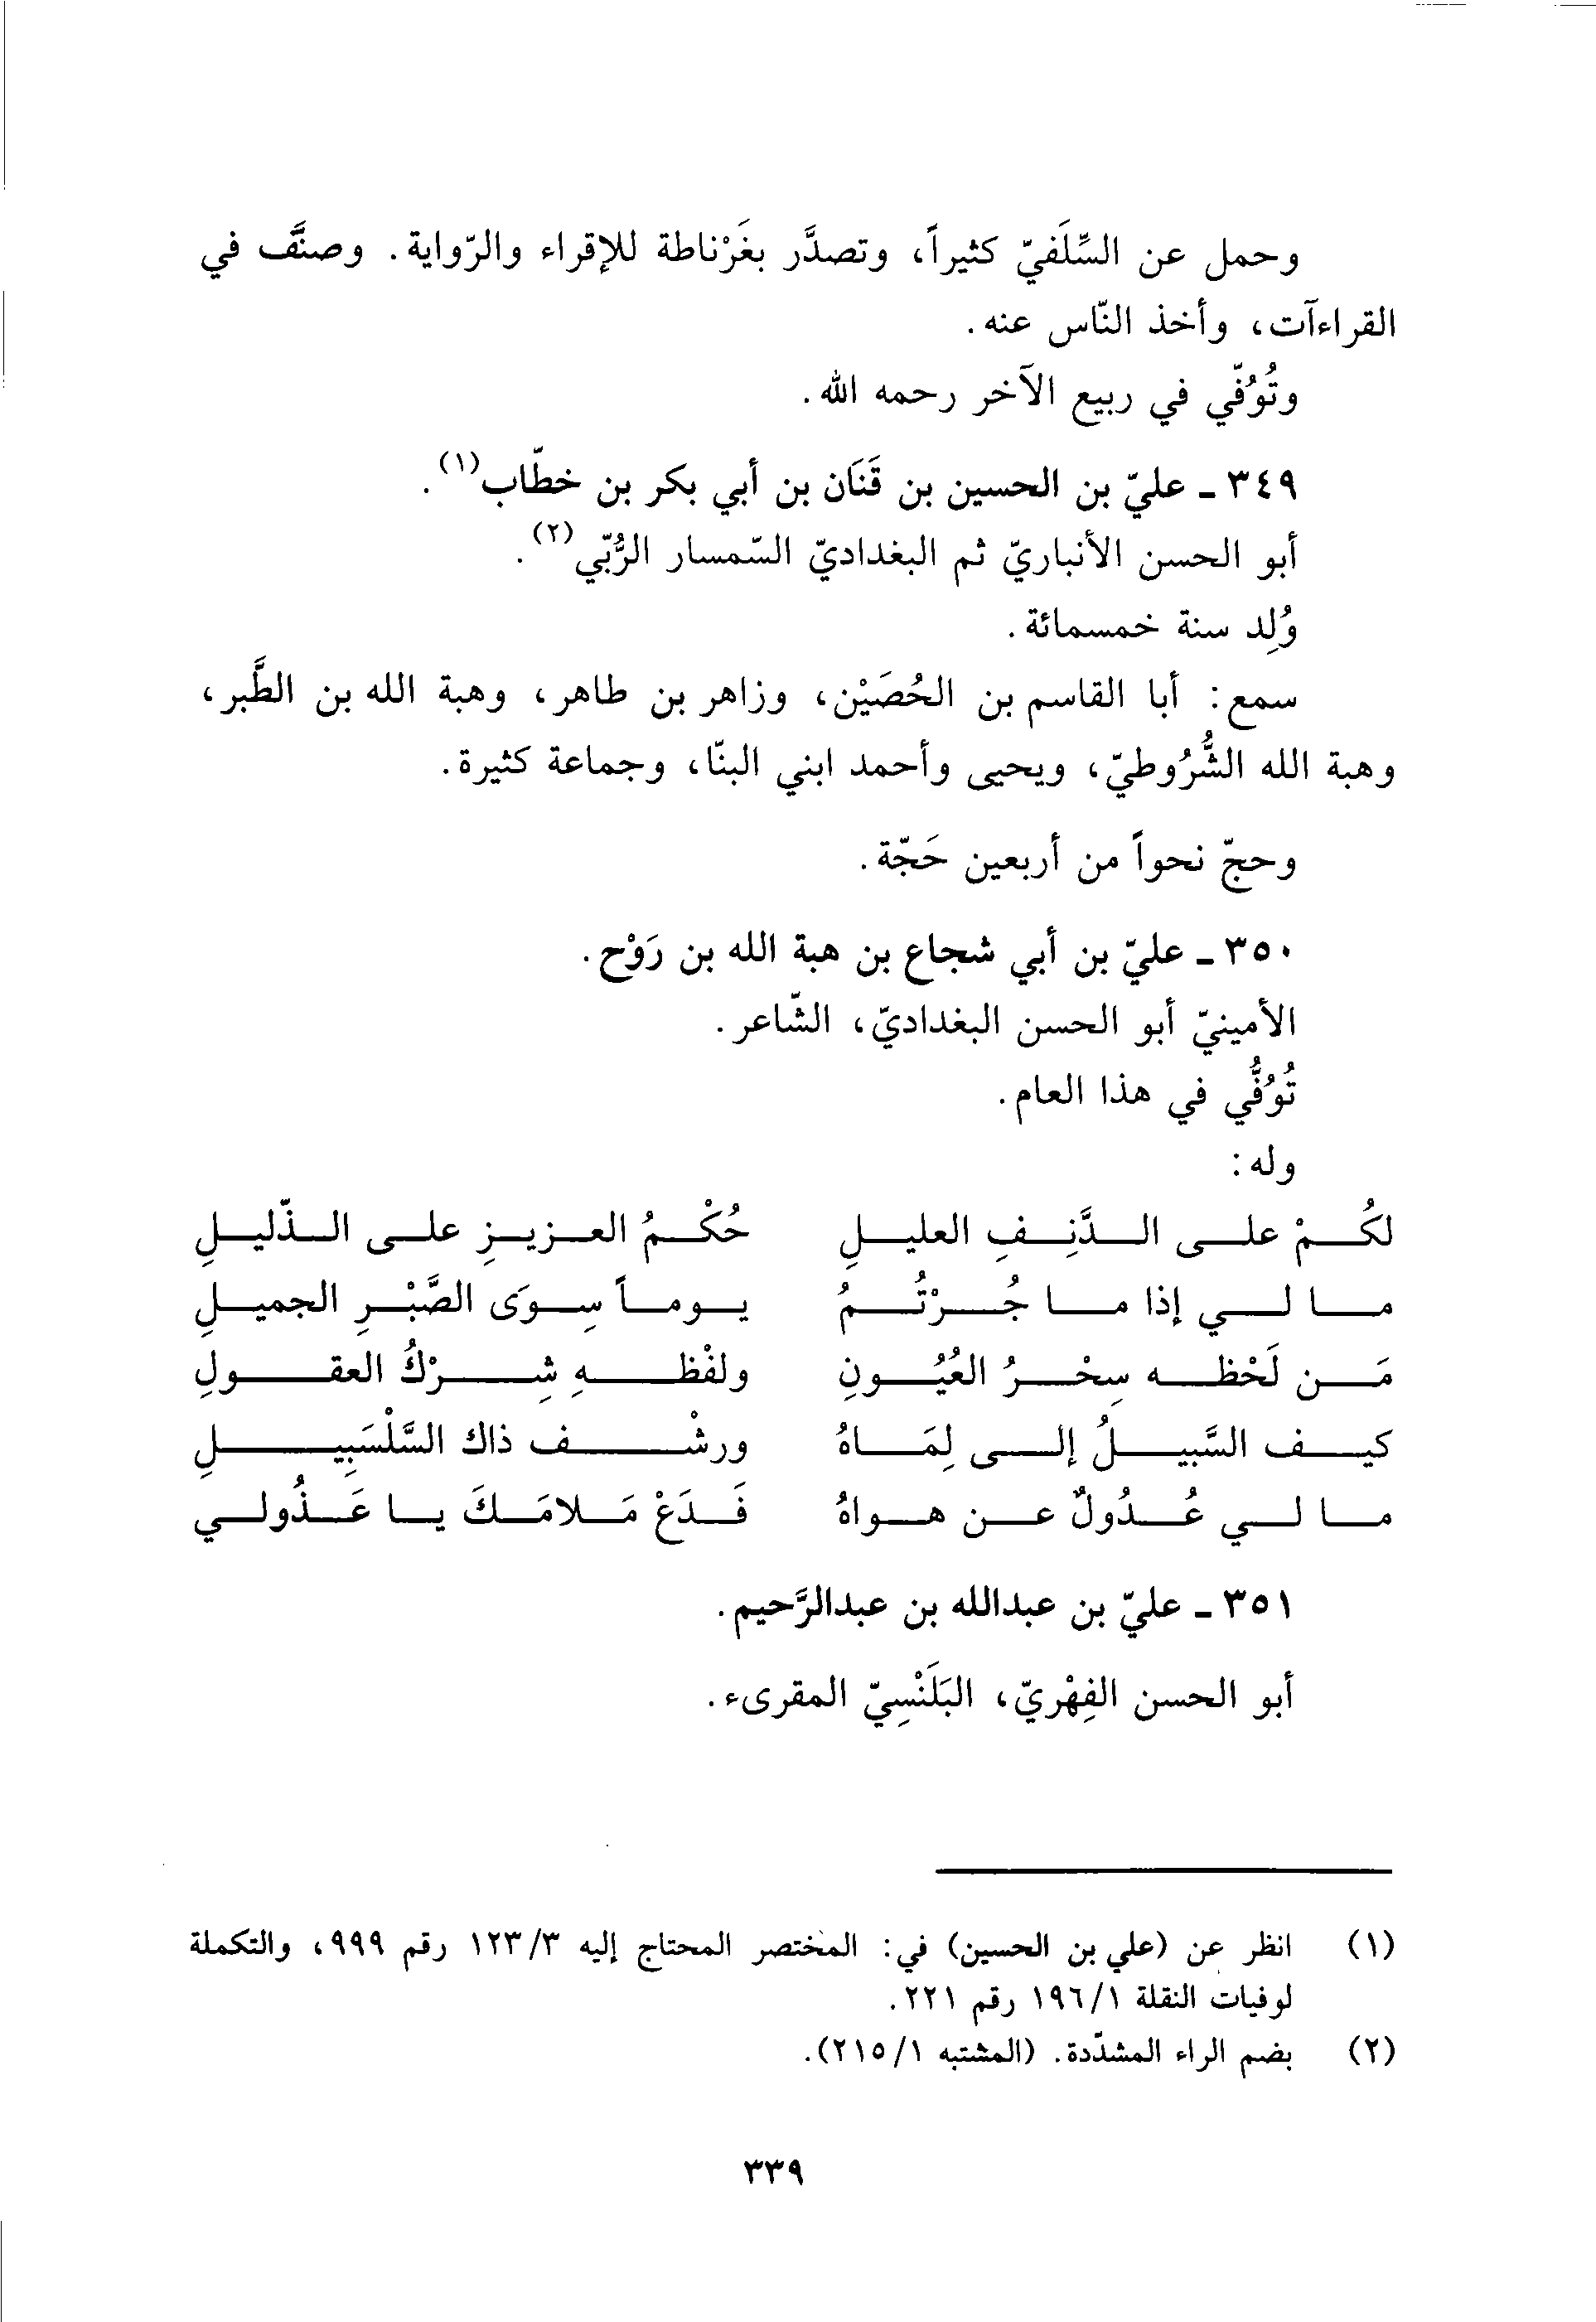 وحمل عن السِّلَفيّ كثيراً، وتصدَّر بغَرْناطة للإقراء والرّواية. وصنَّف في
القراءآت، وأخذ النّاس عنه.
وتُوُفّي في ربيع الآخر رحمه الله.
٣٤٩ - عليّ بن الحسين بن قَنَان بن أبي بكر بن خطّاب(١).
أبو الحسن الأنباريّ ثم البغداديّ السّمسار الرُّبّي(٢).
وُلِد سنة خمسمائة.
سمع: أبا القاسم بن الحُصَيْن، وزاهر بن طاهر، وهبة الله بن الطَّبر،
وهبة الله الشُّرُوطيّ، ويحيى وأحمد ابني البنّا، وجماعة كثيرة.
وحجّ نحواً من أربعين حَجّة.
٣٥٠ - عليّ بن أبي شجاع بن هبة الله بن رَوْح.
الأمينيّ أبو الحسن البغداديّ، الشّاعر.
تُوُفُّي في هذا العام.
وله:
لكُمْ على الدَّنِفِ العليلِ حُكْمُ العزيزِ على الذّليلِ
ما لي إذا ما جُرْتُمُ يوماً سِوَى الصَّبْرِ الجميلِ
مَن لَحْظه سِحْرُ العُيُونِ ولفْظهِ شِرْكُ العقولِ
كيف السَّبيلُ إلى لِمَاهُ ورشْف ذاك السَّلْسَبِيلِ
ما لي عُدُولٌ عن هواهُ فَدَعْ مَلامَكَ يا عَذُولي
٣٥١ - عليّ بن عبدالله بن عبدالرَّحيم.
أبو الحسن الفِهْريّ، البَلَنْسِيّ المقرىء.
(١) انظر عن (علي بن الحسين) في: المختصر المحتاج إليه ١٢٣/٣ رقم ٩٩٩، والتكملة
لوفيات النقلة ١٩٦/١ رقم ٢٢١.
(٢) بضم الراء المشدّدة. (المشتبه ٢١٥/١).
٣٣٩